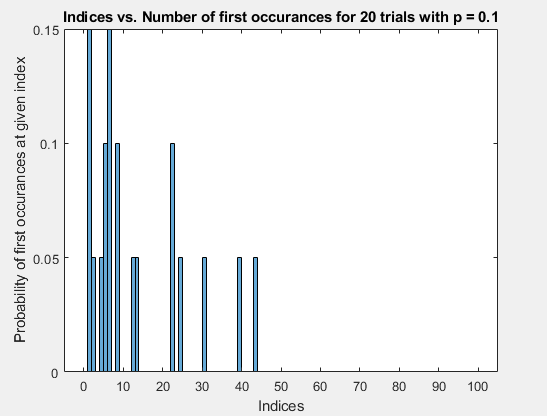 Indices vs. Number of first occurances for 20 trials with p = 0.1
Probability of first occurances at given index
0.15
0.1
0.05
0
0 10 20 30 40 50 60 70 80 90 100
Indices